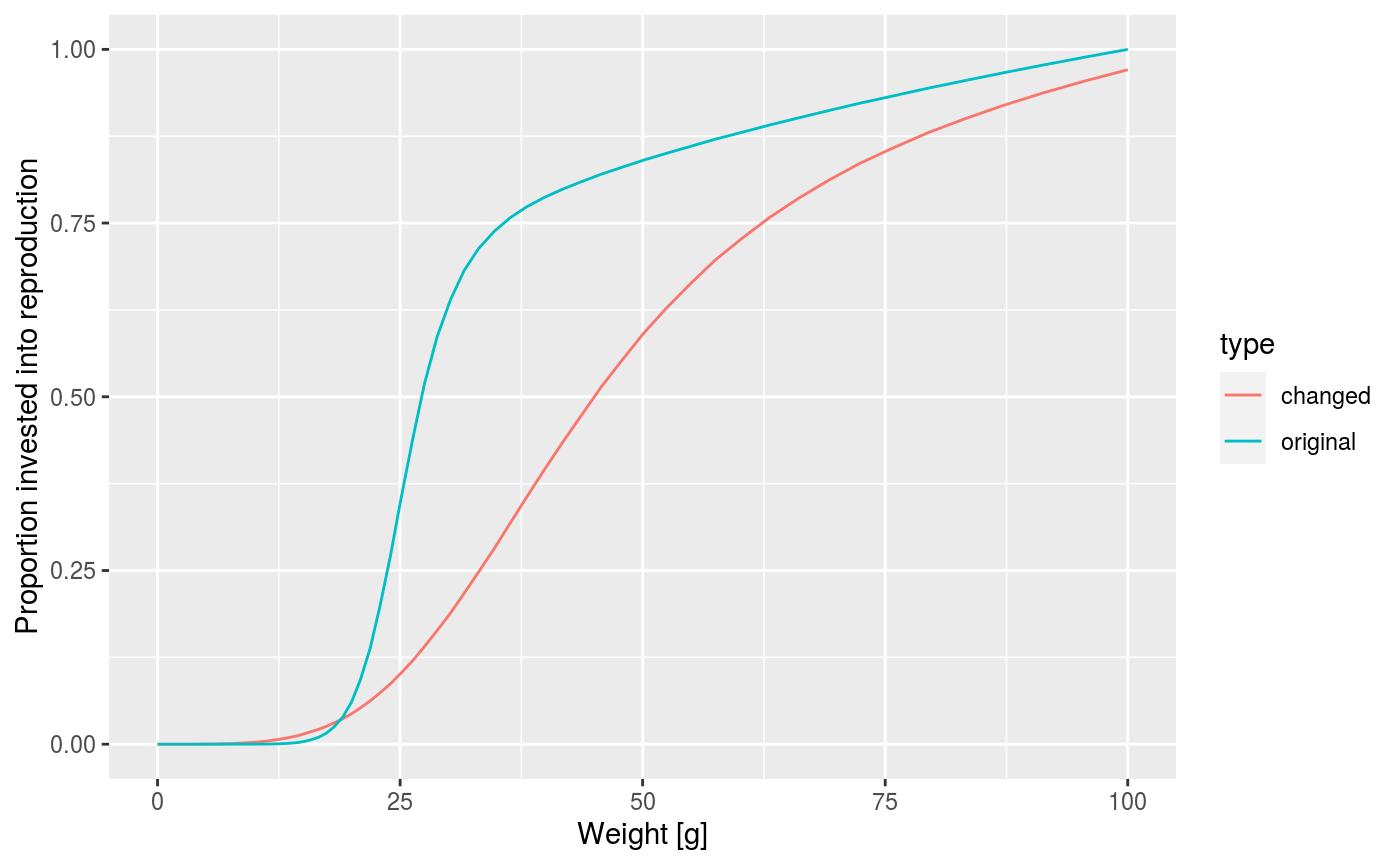 Proportion invested into reproduction
1.00
0.75
0.50
0.25
0.00
0 25 50 75 100
Weight [g]
type
changed
original